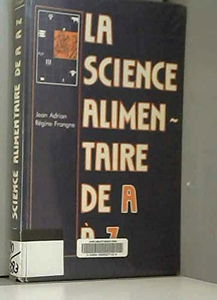 SCIENCE ALIMENTAIRE DE A A Z
Jean Adrian
Régine Frangne
LA
SCIENCE
ALIMEN ~
TAIRE
DE A
À Z